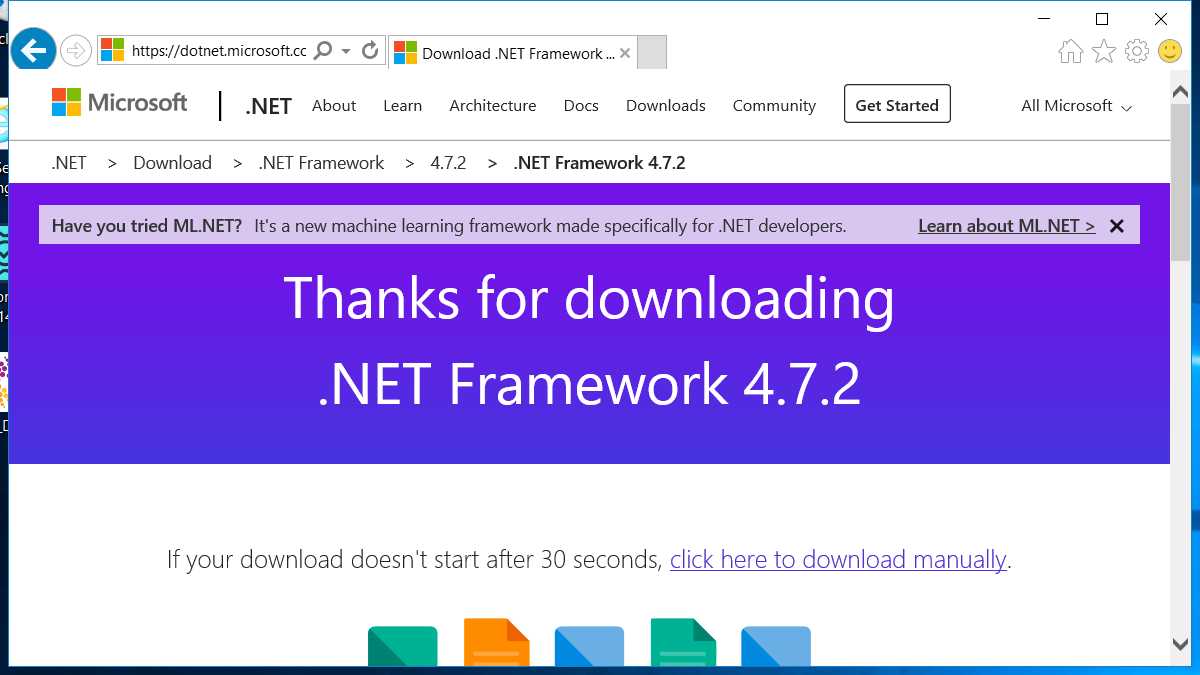 https://dotnet.microsoft.cc
Download .NET Framework ...
Microsoft
.NET About Learn Architecture Docs Downloads Community Get Started All Microsoft
.NET > Download > .NET Framework > 4.7.2 > .NET Framework 4.7.2
Have you tried ML.NET? It's a new machine learning framework made specifically for .NET developers. Learn about ML.NET >
Thanks for downloading
.NET Framework 4.7.2
If your download doesn't start after 30 seconds, click here to download manually.